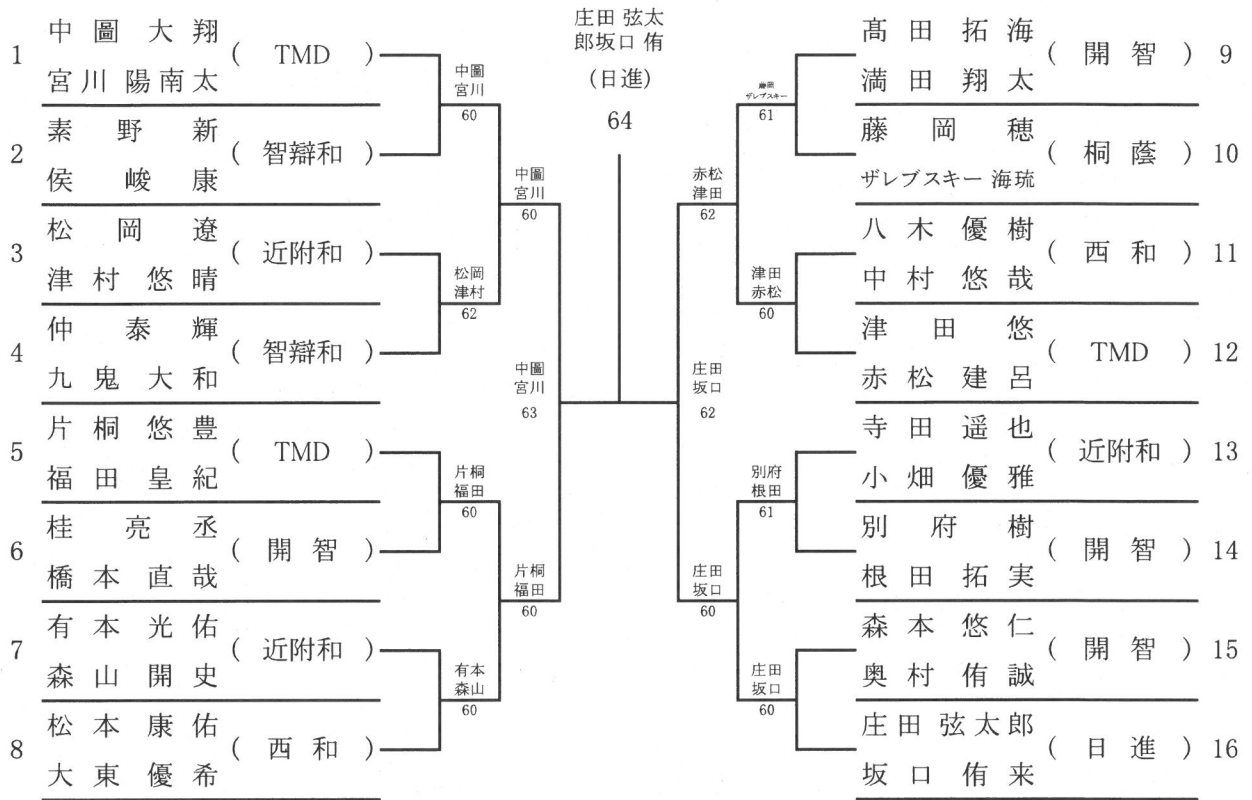 庄田 弦太
郎坂口 侑
(日進)
64
1 中圖大翔 (TMD)
宮川陽南太
2 素野新 (智辯和)
侯峻康
3 松岡遼 (近附和)
津村悠晴
4 仲泰輝 (智辯和)
九鬼大和
5 片桐悠豊 (TMD)
福田皇紀
6 桂亮丞 (開智)
橋本直哉
7 有本光佑 (近附和)
森山開史
8 松本康佑 (西和)
大東優希
中圖
宮川
60
松岡
津村
62
片桐
福田
60
有本
森山
60
中圖
宮川
60
片桐
福田
60
中圖
宮川
63
庄田
坂口
62
赤松
津田
62
庄田
坂口
60
藤岡
ザレブスキー
61
津田
赤松
60
別府
根田
61
庄田
坂口
60
髙田拓海 (開智) 9
満田翔太
藤岡穂 (桐蔭) 10
ザレブスキー 海琉
八木優樹 (西和) 11
中村悠哉
津田悠 (TMD) 12
赤松建呂
寺田遥也 (近附和) 13
小畑優雅
別府樹 (開智) 14
根田拓実
森本悠仁 (開智) 15
奥村侑誠
庄田弦太郎 (日進) 16
坂口侑来